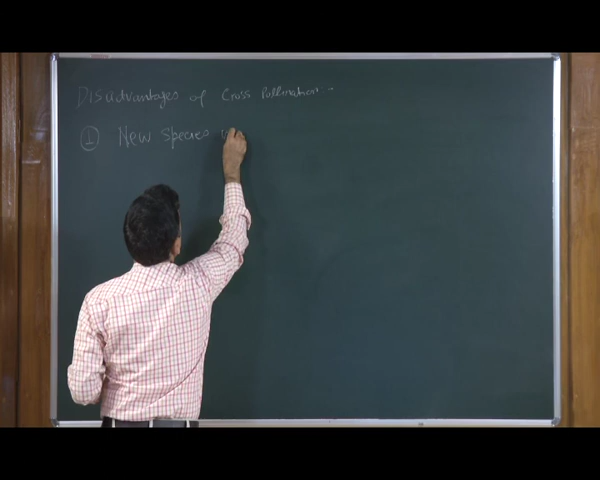 Disadvantages of Cross Pollination -
① New Species